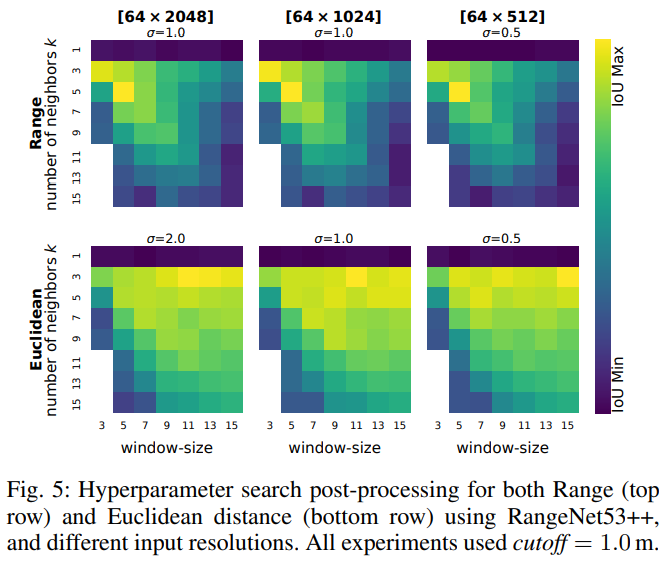 [64 × 2048] [64 × 1024] [64 × 512]
σ=1.0 σ=1.0 σ=0.5
Range
number of neighbors k
1
3
5
7
9
11
13
15
IoU Max
σ=2.0 σ=1.0 σ=0.5
Euclidean
number of neighbors k
1
3
5
7
9
11
13
15
IoU Min
3 5 7 9 11 13 15 3 5 7 9 11 13 15 3 5 7 9 11 13 15
window-size window-size window-size
Fig. 5: Hyperparameter search post-processing for both Range (top
row) and Euclidean distance (bottom row) using RangeNet53++,
and different input resolutions. All experiments used cutoff = 1.0 m.